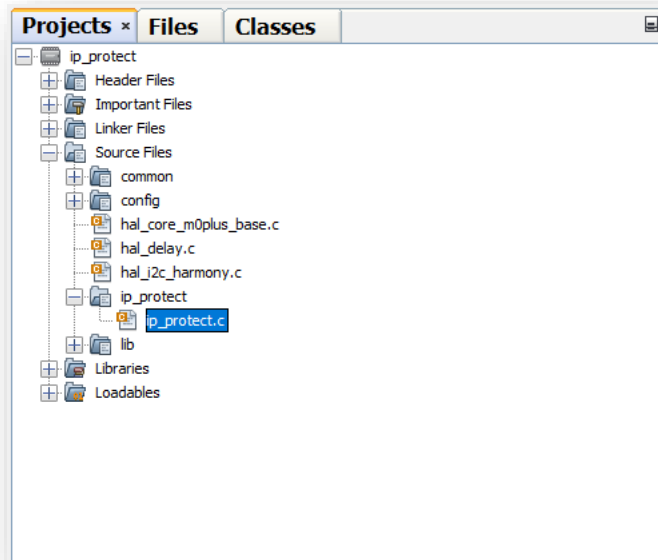 Projects Files Classes
ip_protect
Header Files
Important Files
Linker Files
Source Files
common
config
hal_core_m0plus_base.c
hal_delay.c
hal_i2c_harmony.c
ip_protect
ip_protect.c
lib
Libraries
Loadables